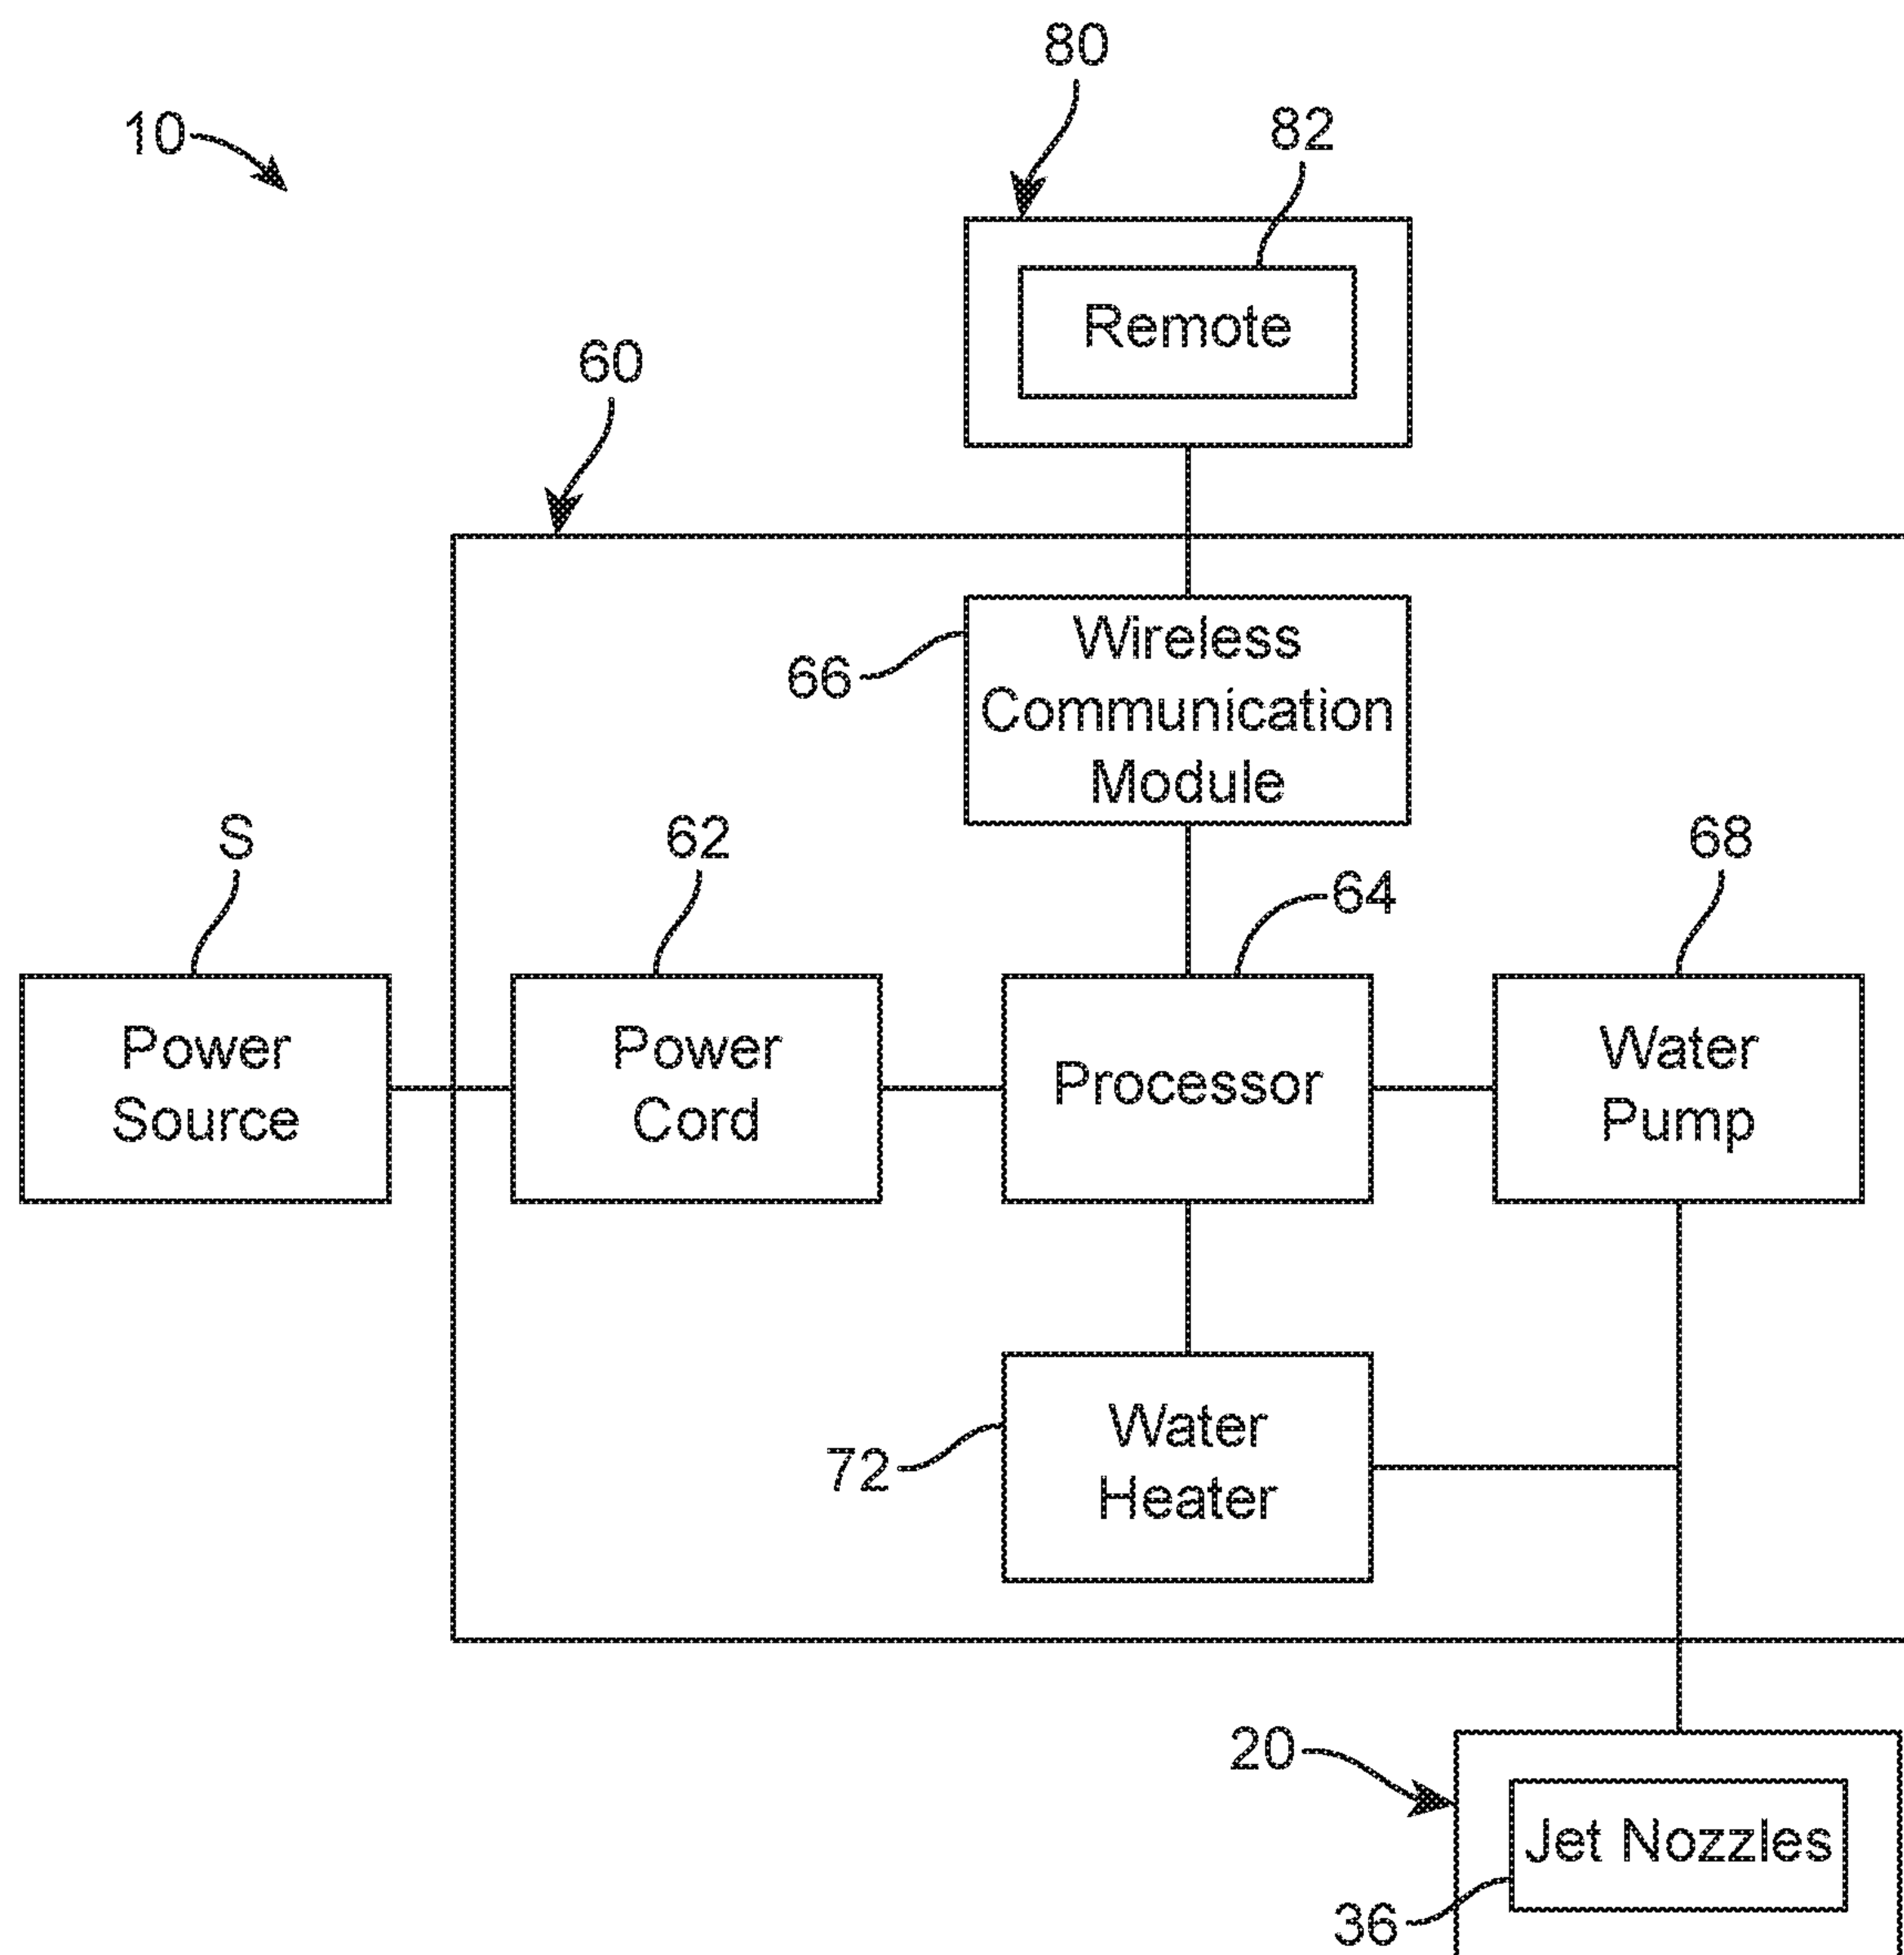 80
10
82
Remote
60
66
Wireless
Communication
Module
S
62
64
68
Power
Source
Power
Cord
Processor
Water
Pump
72
Water
Heater
20
Jet Nozzles
36